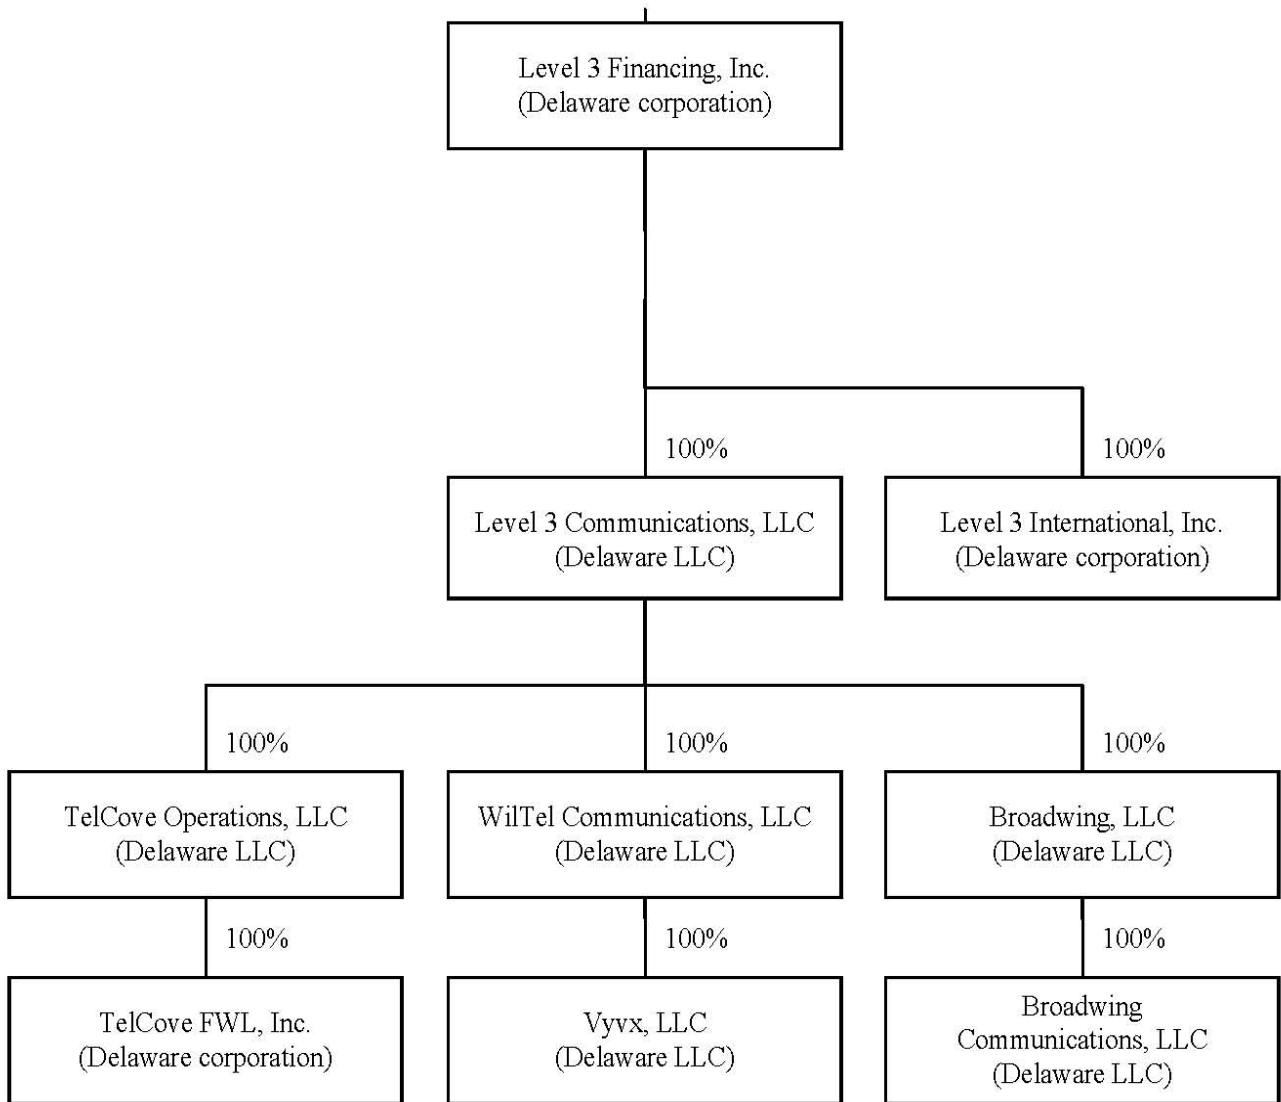 Level 3 Financing, Inc.
(Delaware corporation)
100%
100%
Level 3 Communications, LLC
(Delaware LLC)
Level 3 International, Inc.
(Delaware corporation)
100%
100%
100%
TelCove Operations, LLC
(Delaware LLC)
WilTel Communications, LLC
(Delaware LLC)
Broadwing, LLC
(Delaware LLC)
100%
100%
100%
TelCove FWL, Inc.
(Delaware corporation)
Vyvx, LLC
(Delaware LLC)
Broadwing
Communications, LLC
(Delaware LLC)